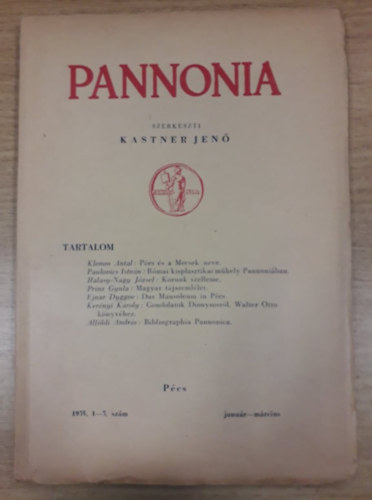 PANNONIA
SZERKESZTI
KASTNER JENŐ
TARTALOM
Klemm Antal: Pécs és a Mecsek neve.
Paulovics István: Római kisplasztikai műhely Pannoniában.
Halasy-Nagy József: Korunk szelleme.
Prinz Gyula: Magyar tájszemlélet.
Ejnar Dyggve: Das Mausoleum in Pécs.
Kerényi Károly: Gondolatok Dionysosról. Walter Otto
könyvéhez.
Alföldi András: Bibliographia Pannonica.
Pécs
1935, 1—3. szám
január—március